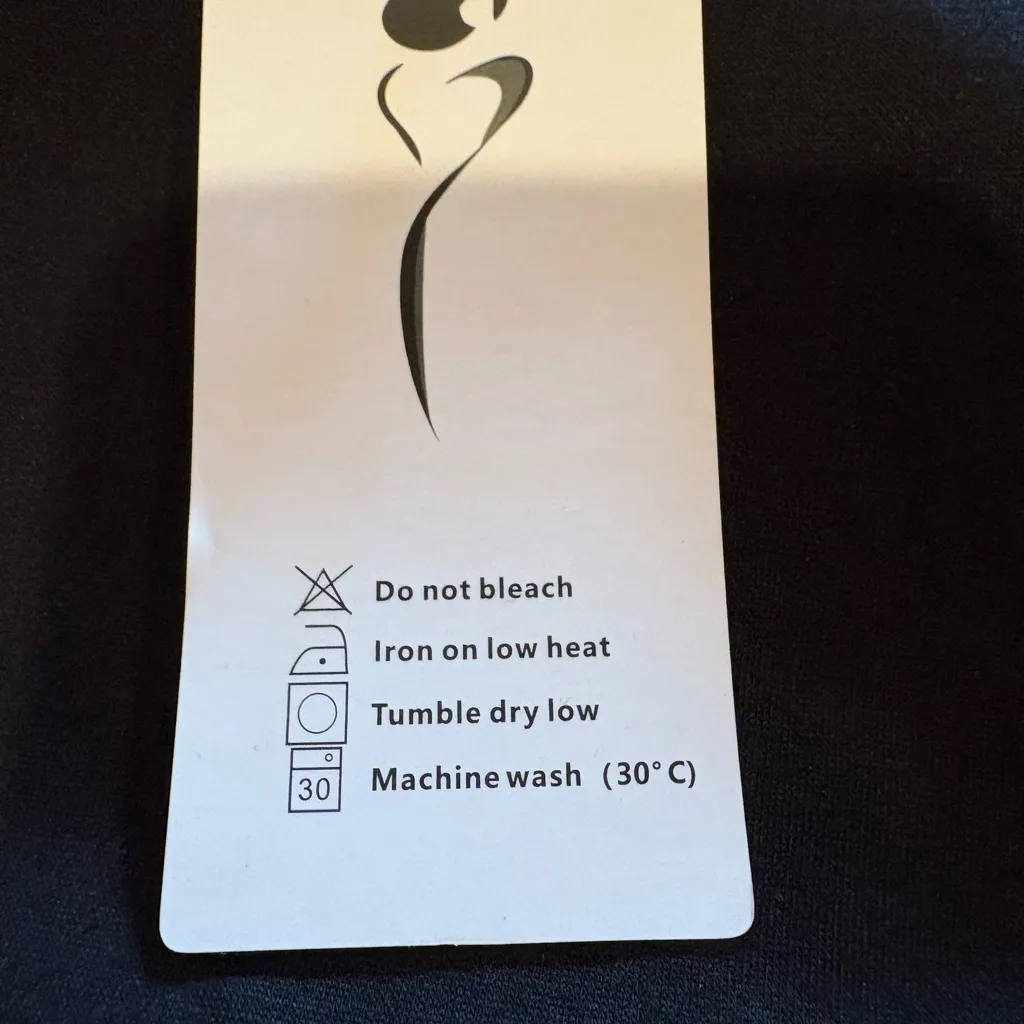 Do not bleach
Iron on low heat
Tumble dry low
30 Machine wash (30°C)